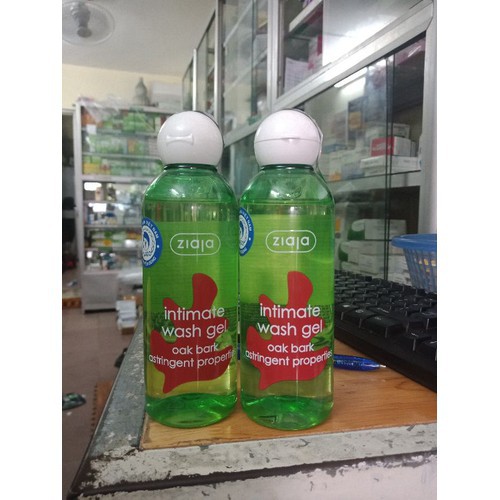 ziaja
intimate
wash gel
oak bark
astringent properties
ziaja
intimate
wash gel
oak bark
astringent properties